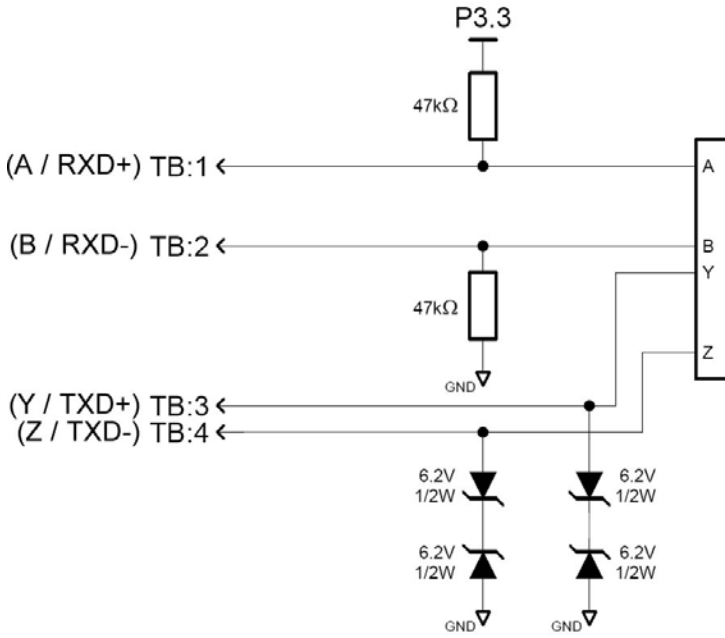 P3.3
47kΩ
(A / RXD+) TB:1
A
(B / RXD-) TB:2
B
Y
47kΩ
Z
GND
(Y / TXD+) TB:3
(Z / TXD-) TB:4
6.2V
1/2W
6.2V
1/2W
6.2V
1/2W
6.2V
1/2W
GND
GND